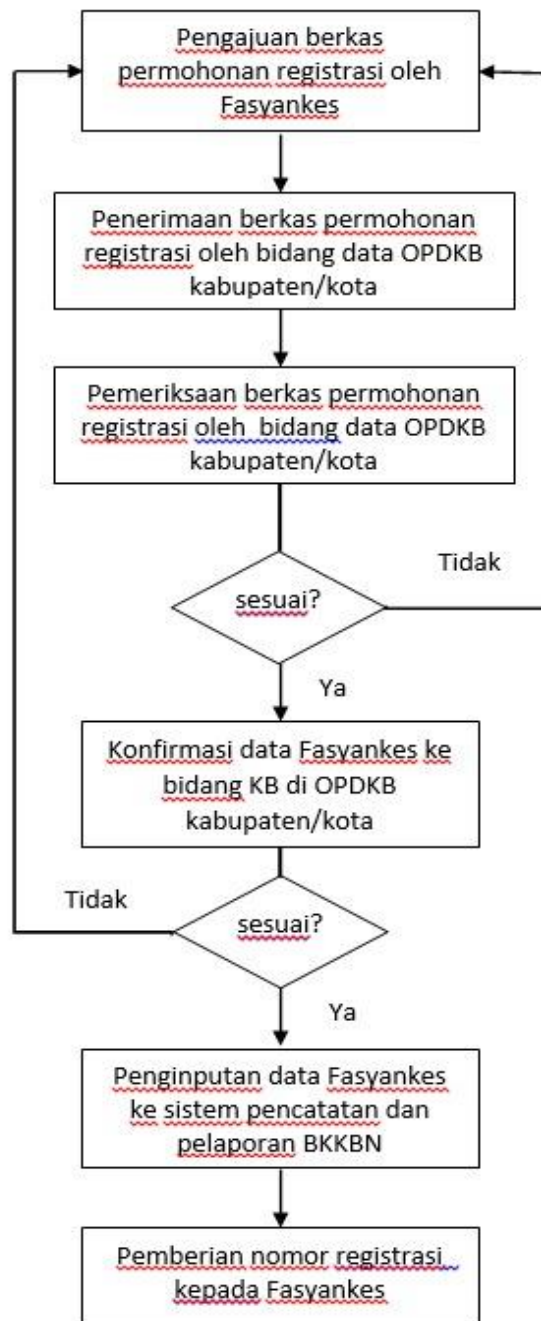 Pengajuan berkas
permohonan registrasi oleh
Fasyankes
Penerimaan berkas permohonan
registrasi oleh bidang data OPDKB
kabupaten/kota
Pemeriksaan berkas permohonan
registrasi oleh bidang data OPDKB
kabupaten/kota
Tidak
sesuai?
Ya
Konfirmasi data Fasyankes ke
bidang KB di OPDKB
kabupaten/kota
Tidak
sesuai?
Ya
Penginputan data Fasyankes
ke sistem pencatatan dan
pelaporan BKKBN
Pemberian nomor registrasi
kepada Fasyankes